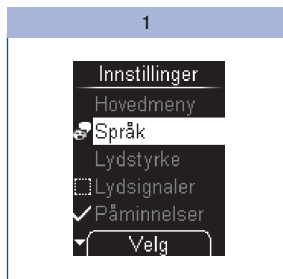 1
Innstillinger
Hovedmeny
Språk
Lydstyrke
Lydsignaler
Påminnelser
Velg